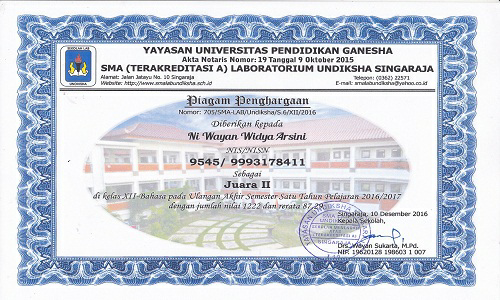 YAYASAN UNIVERSITAS PENDIDIKAN GANESHA
Akta Notaris Nomor: 19 Tanggal 9 Oktober 2015
SMA (TERAKREDITASI A) LABORATORIUM UNDIKSHA SINGARAJA
Alamat: Jalan Jatayu No. 10 Singaraja
Telepon: (0362) 22571
Website: http://www.smalabundiksha.sch.id
E-mail: smalabundiksha@yahoo.co.id
Piagam Penghargaan
Nomor: 705/SMA-LAB/Undiksha/S.6/XII/2016
Diberikan kepada
Ni Wayan Widya Arsini
NIS/NISN
9545/ 9993178411
Sebagai
Juara II
di kelas XII-Bahasa pada Ulangan Akhir Semester Satu Tahun Pelajaran 2016/2017
dengan jumlah nilai 1222 dan rerata 87.29
Singaraja, 10 Desember 2016
Kepala Sekolah,
Drs. Wayan Sukarta, M.Pd.
NIP. 19620128 198603 1 007